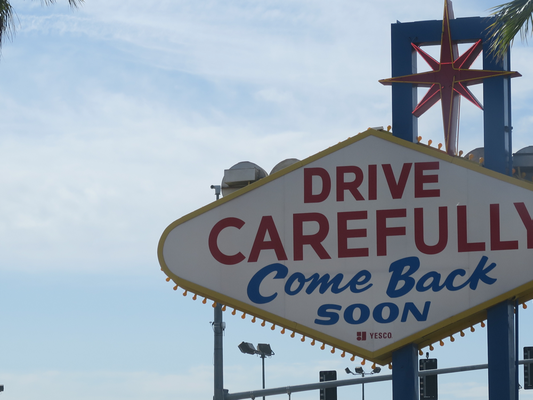 DRIVE
CAREFULLY
Come Back
SOON
YESCO